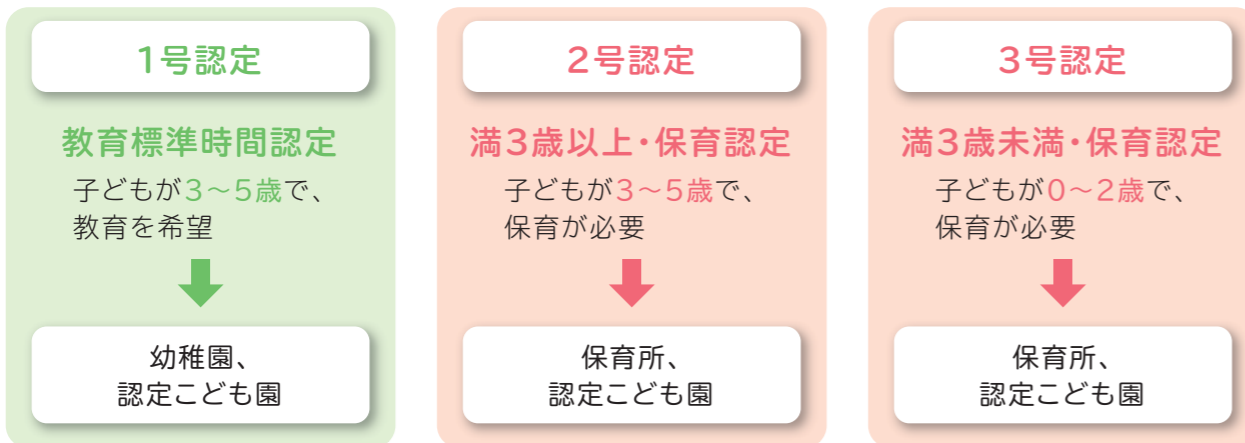 1号認定
教育標準時間認定
子どもが3〜5歳で、
教育を希望
幼稚園、
認定こども園
2号認定
満3歳以上・保育認定
子どもが3〜5歳で、
保育が必要
保育所、
認定こども園
3号認定
満3歳未満・保育認定
子どもが0〜2歳で、
保育が必要
保育所、
認定こども園